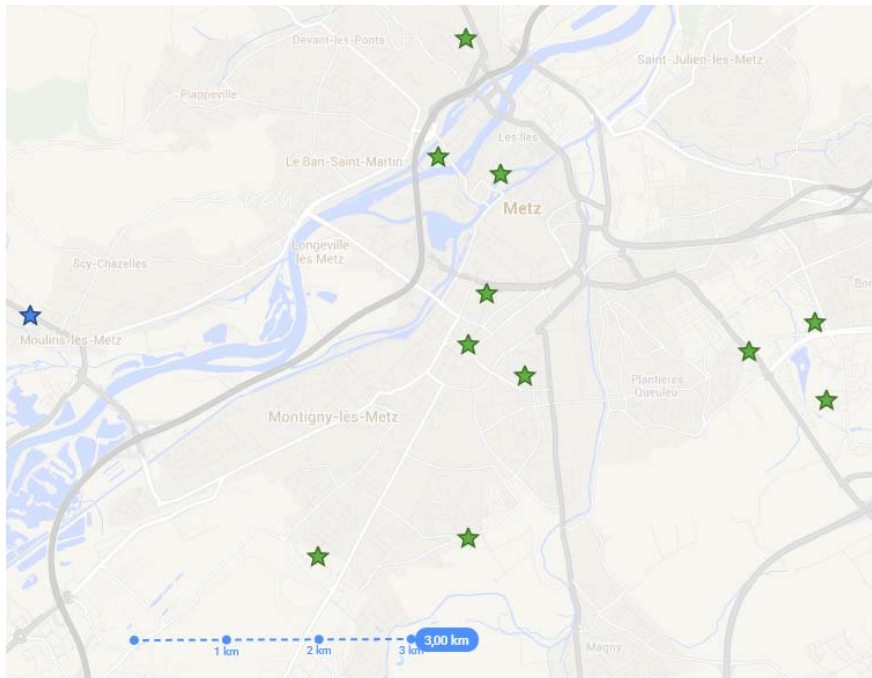 Devant-les-Ponts
Saint-Julien-lès-Metz
Plappeville
Les Îles
Le Ban-Saint-Martin
Metz
Longeville
lès Metz
Scy-Chazelles
Moulins-lès-Metz
Plantières
Queuleu
Montigny-lès-Metz
3,00 km
1 km
2 km
3 km
Magny